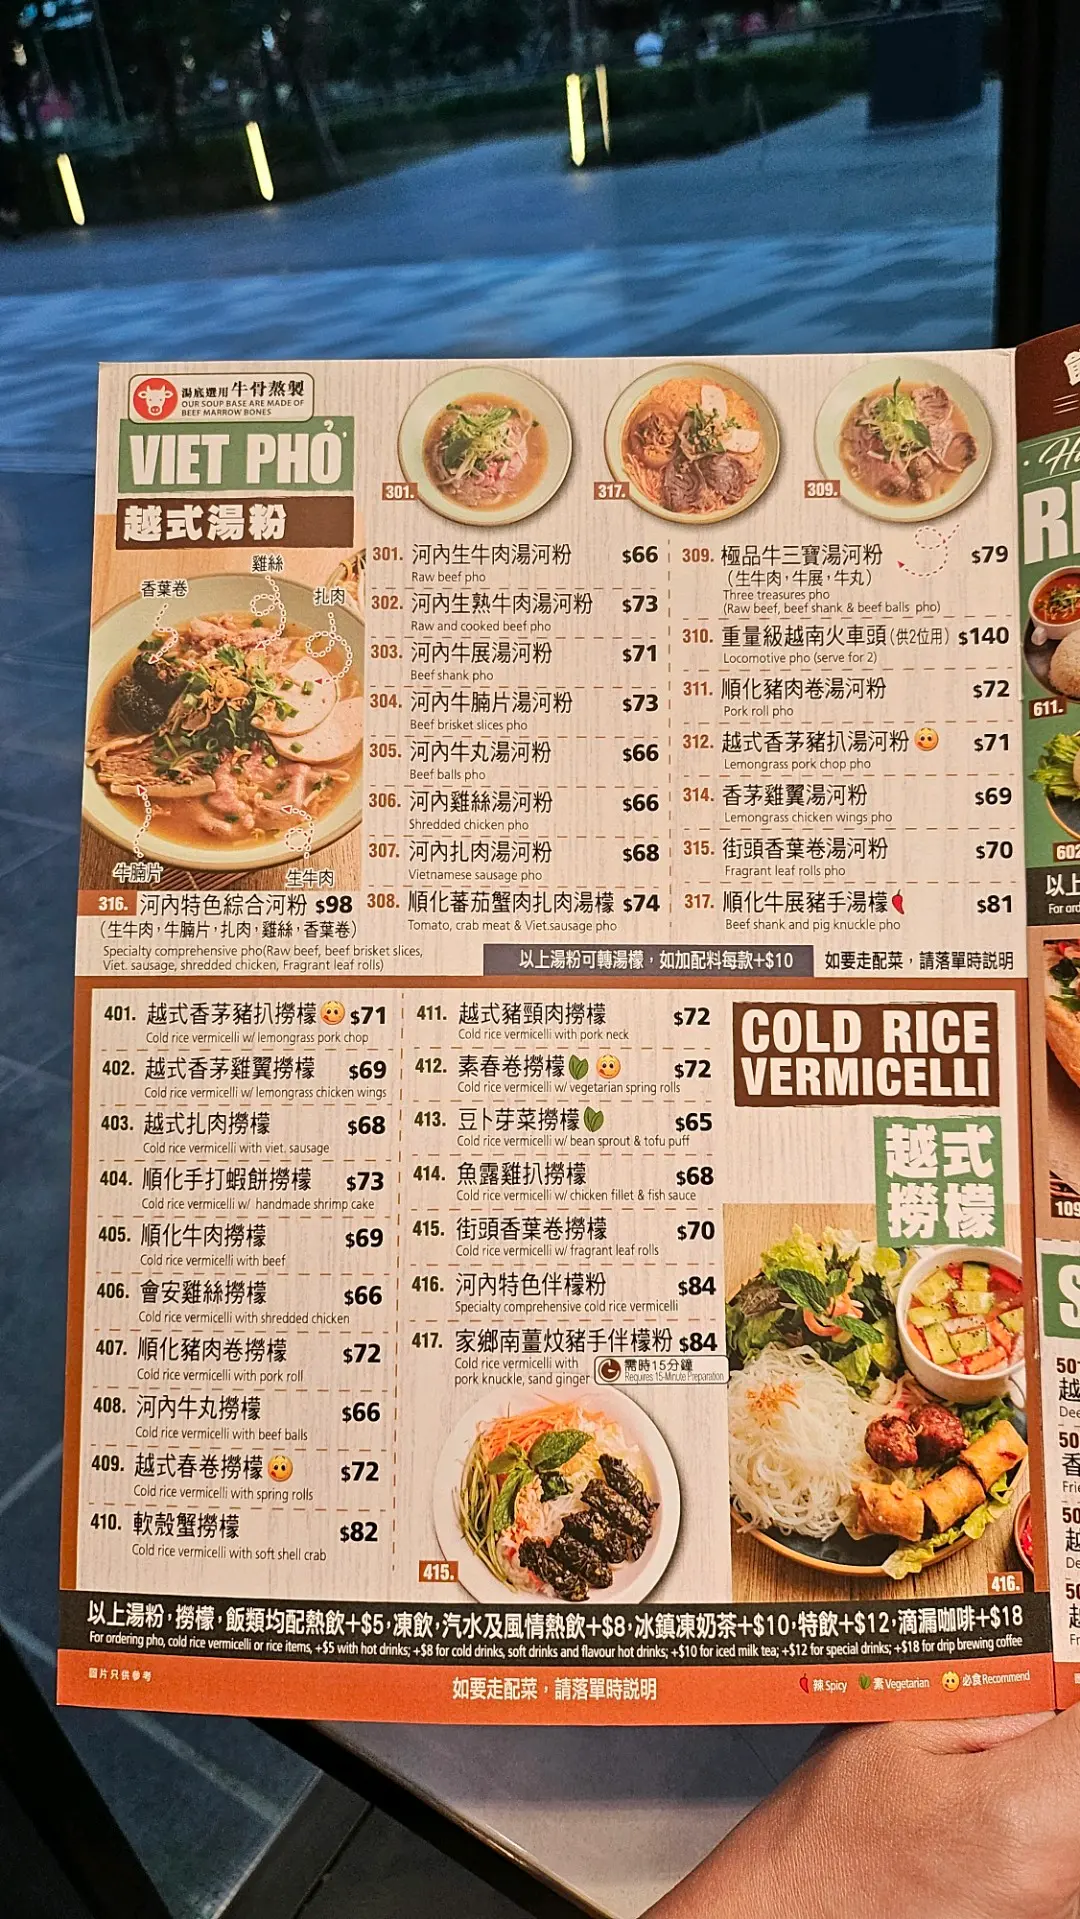 湯底選用牛骨熬製
OUR SOUP BASE ARE MADE OF
BEEF MARROW BONES
VIET PHỞ
越式湯粉
301.
317.
309.
雞絲
香葉卷
扎肉
牛腩片
生牛肉
316. 河內特色綜合河粉 $98
(生牛肉，牛腩片，扎肉，雞絲，香葉卷)
Specialty comprehensive pho(Raw beef, beef brisket slices,
Viet. sausage, shredded chicken, Fragrant leaf rolls)
301. 河內生牛肉湯河粉 $66
Raw beef pho
302. 河內生熟牛肉湯河粉 $73
Raw and cooked beef pho
303. 河內牛展湯河粉 $71
Beef shank pho
304. 河內牛腩片湯河粉 $73
Beef brisket slices pho
305. 河內牛丸湯河粉 $66
Beef balls pho
306. 河內雞絲湯河粉 $66
Shredded chicken pho
307. 河內扎肉湯河粉 $68
Vietnamese sausage pho
308. 順化蕃茄蟹肉扎肉湯檬 $74
Tomato, crab meat & Viet.sausage pho
309. 極品牛三寶湯河粉 $79
(生牛肉，牛展，牛丸)
Three treasures pho
(Raw beef, beef shank & beef balls pho)
310. 重量級越南火車頭(供2位用) $140
Locomotive pho (serve for 2)
311. 順化豬肉卷湯河粉 $72
Pork roll pho
312. 越式香茅豬扒湯河粉 $71
Lemongrass pork chop pho
314. 香茅雞翼湯河粉 $69
Lemongrass chicken wings pho
315. 街頭香葉卷湯河粉 $70
Fragrant leaf rolls pho
317. 順化牛展豬手湯檬 $81
Beef shank and pig knuckle pho
以上湯粉可轉湯檬，如加配料每款+$10
如要走配菜，請落單時説明
401. 越式香茅豬扒撈檬 $71
Cold rice vermicelli w/ lemongrass pork chop
402. 越式香茅雞翼撈檬 $69
Cold rice vermicelli w/ lemongrass chicken wings
403. 越式扎肉撈檬 $68
Cold rice vermicelli with viet. sausage
404. 順化手打蝦餅撈檬 $73
Cold rice vermicelli w/ handmade shrimp cake
405. 順化牛肉撈檬 $69
Cold rice vermicelli with beef
406. 會安雞絲撈檬 $66
Cold rice vermicelli with shredded chicken
407. 順化豬肉卷撈檬 $72
Cold rice vermicelli with pork roll
408. 河內牛丸撈檬 $66
Cold rice vermicelli with beef balls
409. 越式春卷撈檬 $72
Cold rice vermicelli with spring rolls
410. 軟殼蟹撈檬 $82
Cold rice vermicelli with soft shell crab
411. 越式豬頸肉撈檬 $72
Cold rice vermicelli with pork neck
412. 素春卷撈檬 $72
Cold rice vermicelli w/ vegetarian spring rolls
413. 豆卜芽菜撈檬 $65
Cold rice vermicelli w/ bean sprout & tofu puff
414. 魚露雞扒撈檬 $68
Cold rice vermicelli w/ chicken fillet & fish sauce
415. 街頭香葉卷撈檬 $70
Cold rice vermicelli w/ fragrant leaf rolls
416. 河內特色伴檬粉 $84
Specialty comprehensive cold rice vermicelli
417. 家鄉南薑炆豬手伴檬粉 $84
Cold rice vermicelli with
pork knuckle, sand ginger
需時15分鐘
Requires 15-Minute Preparation
COLD RICE
VERMICELLI
越式
撈檬
415.
416.
以上湯粉，撈檬，飯類均配熱飲+$5，凍飲，汽水及風情熱飲+$8，冰鎮凍奶茶+$10，特飲+$12，滴漏咖啡+$18
For ordering pho, cold rice vermicelli or rice items, +$5 with hot drinks; +$8 for cold drinks, soft drinks and flavour hot drinks; +$10 for iced milk tea; +$12 for special drinks; +$18 for drip brewing coffee
圖片只供參考
如要走配菜，請落單時説明
辣 Spicy 素 Vegetarian 必食 Recommend
611.
602
以上
For ord
109
501
越
Dee
香
Frie
越
De
Fr